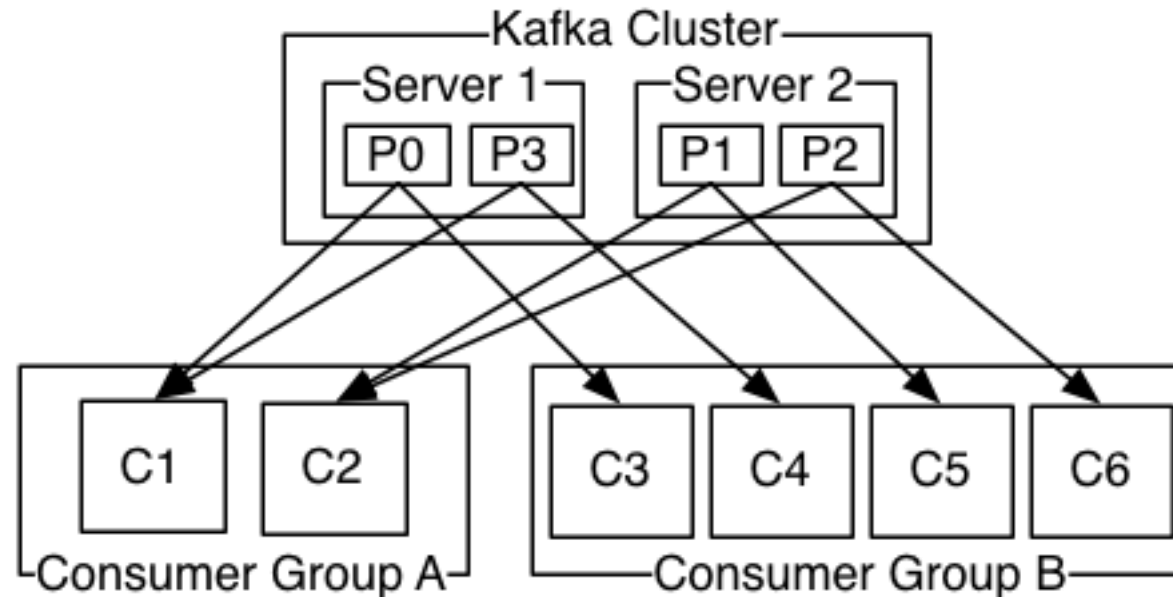 Kafka Cluster
Server 1
Server 2
P0
P3
P1
P2
C1
C2
C3
C4
C5
C6
Consumer Group A
Consumer Group B